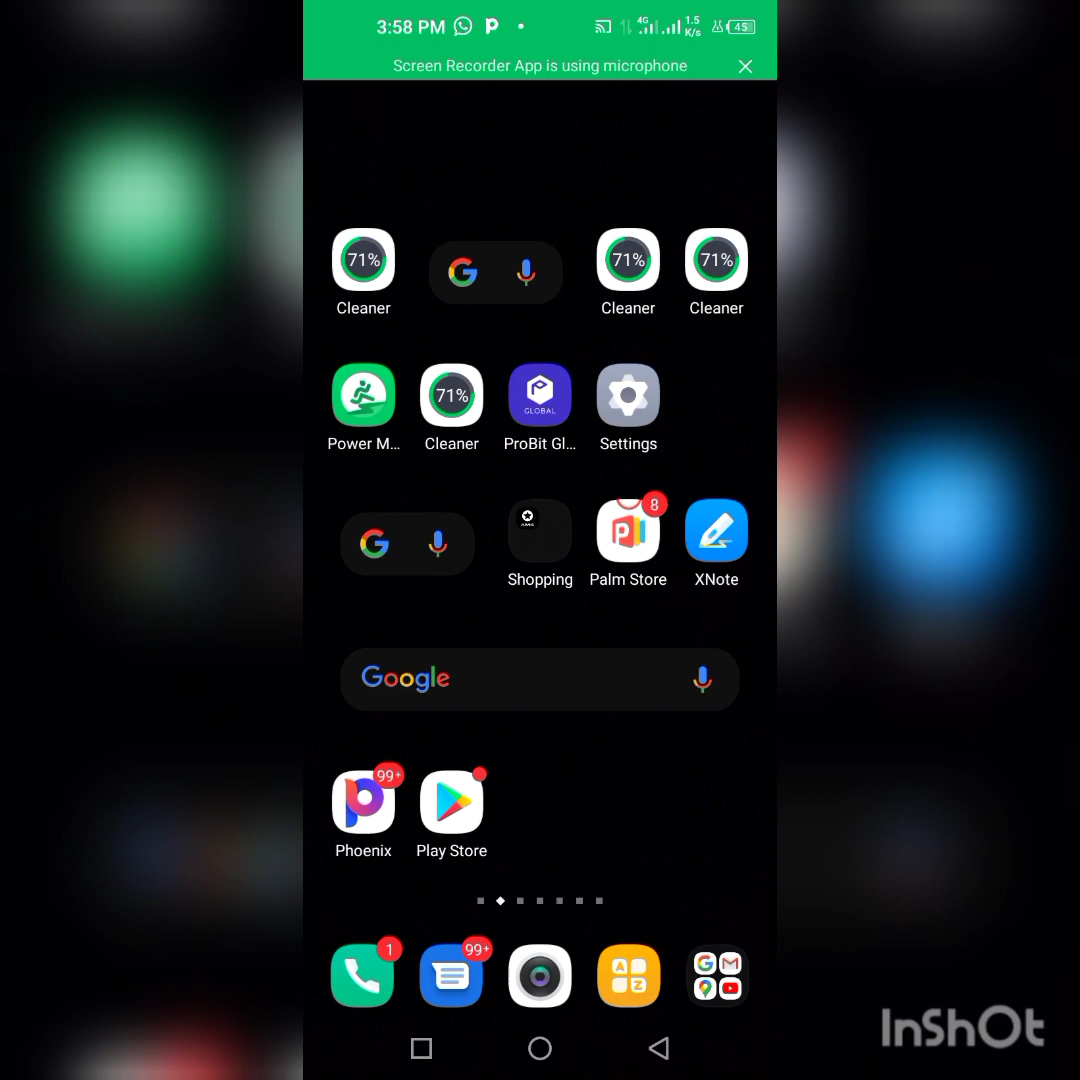 3:58 PM 4G 1.5 K/s 45
Screen Recorder App is using microphone
71% 71% 71%
Cleaner Cleaner Cleaner
71% GLOBAL
Power M... Cleaner ProBit Gl... Settings
8
Shopping Palm Store XNote
Google
99+
Phoenix Play Store
1 99+
A
Z
InShOt